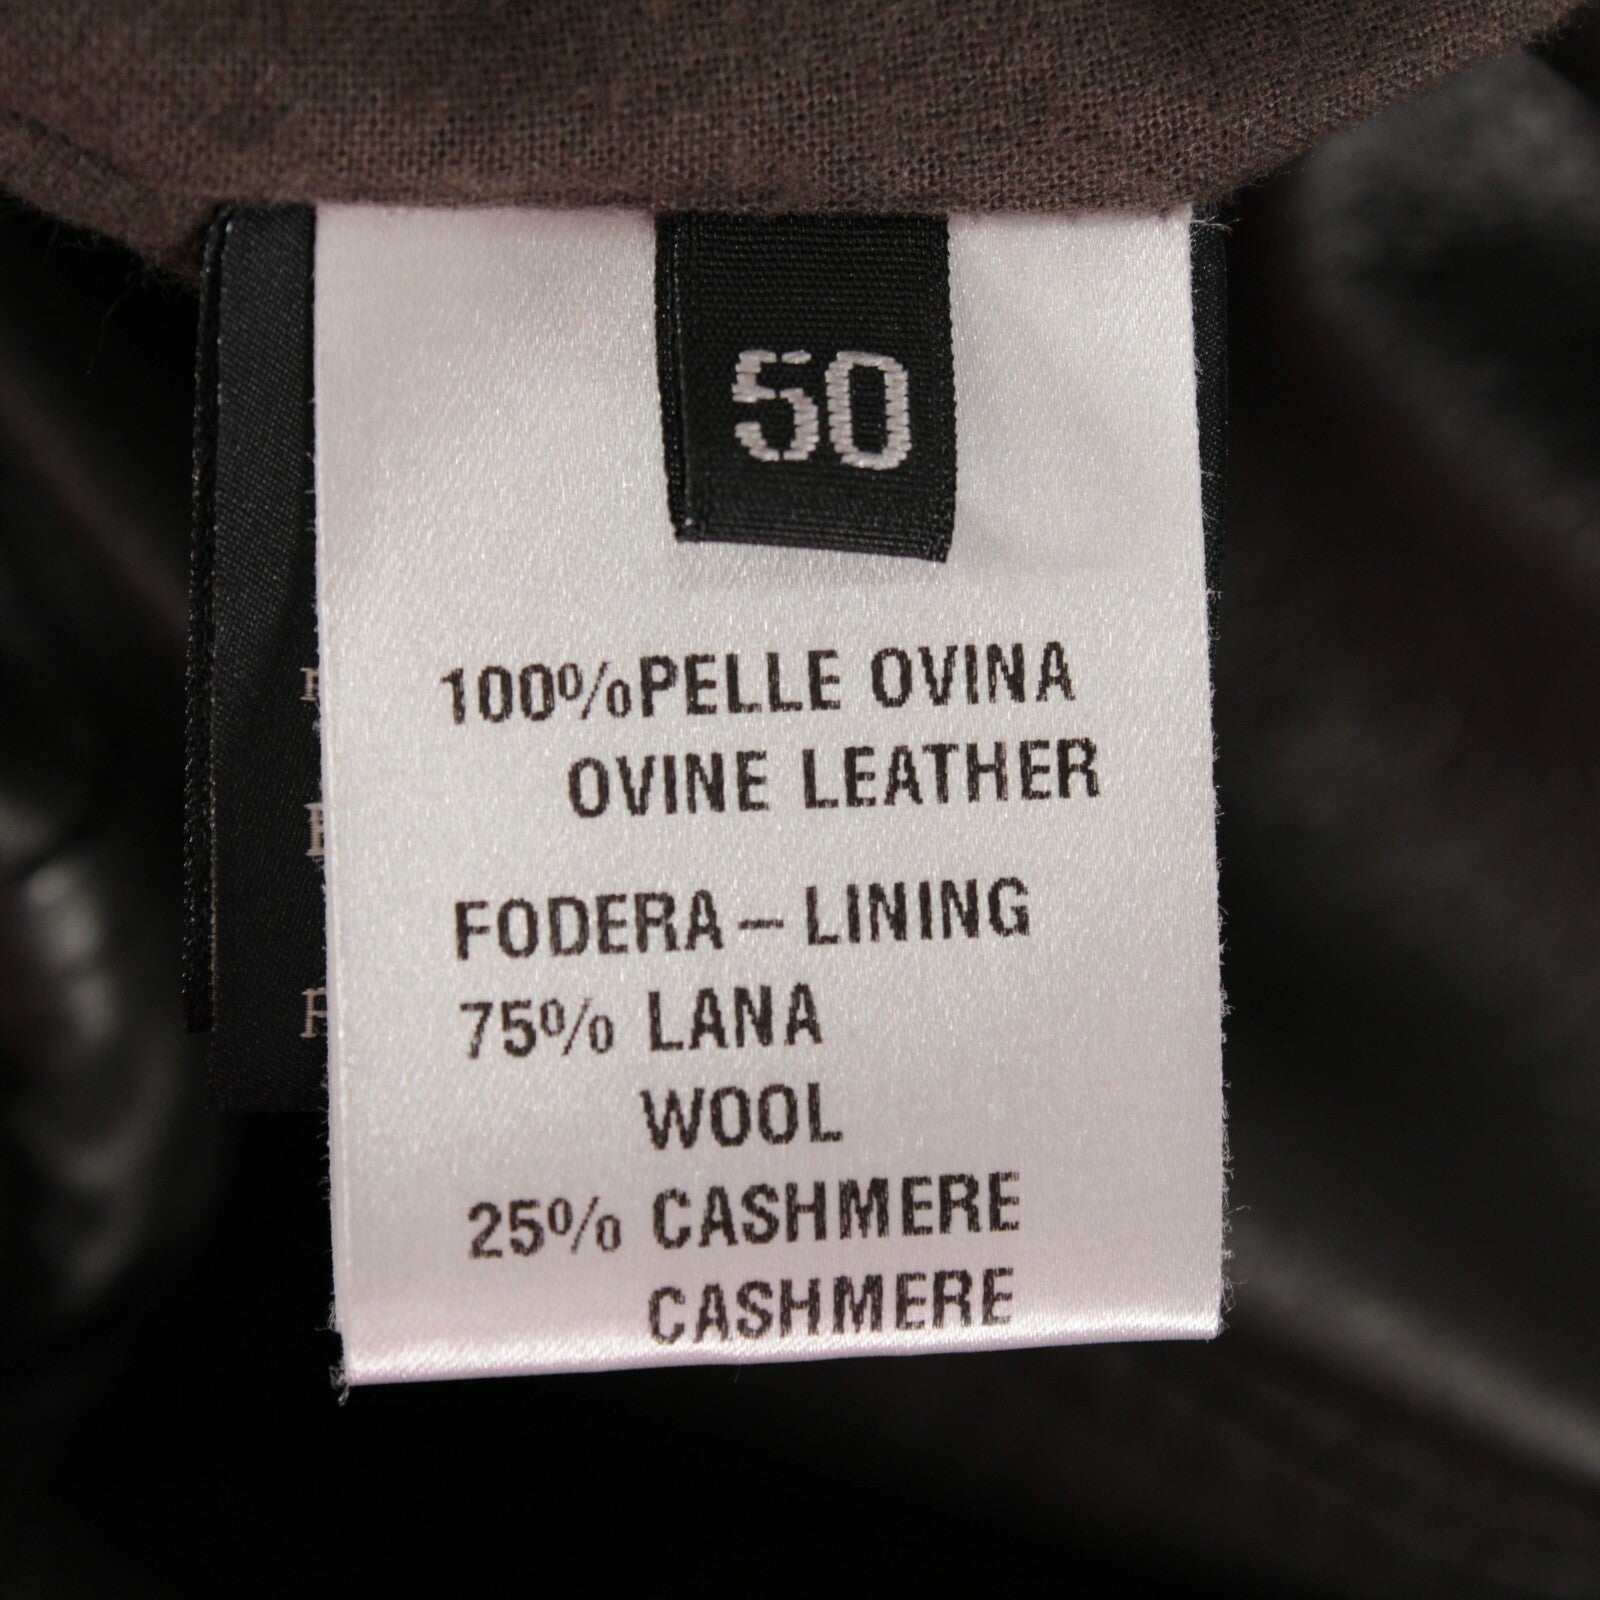 50
100% PELLE OVINA
OVINE LEATHER
FODERA – LINING
75% LANA
WOOL
25% CASHMERE
CASHMERE